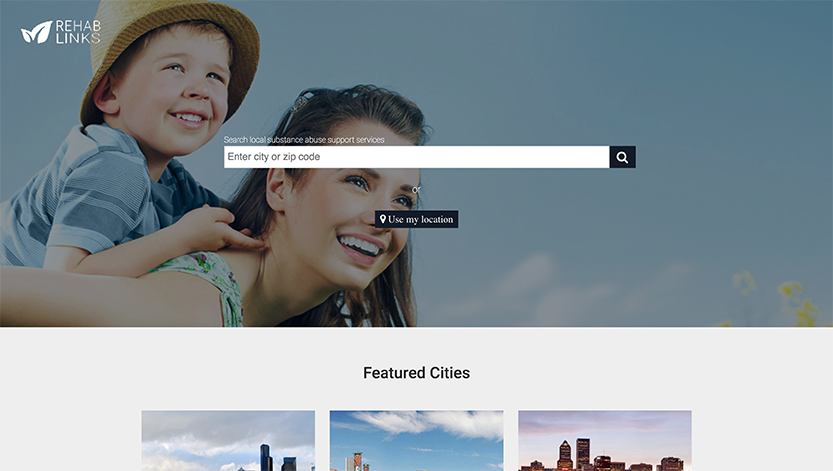 REHAB
LINKS
Search local substance abuse support services
Enter city or zip code
or
Use my location
Featured Cities